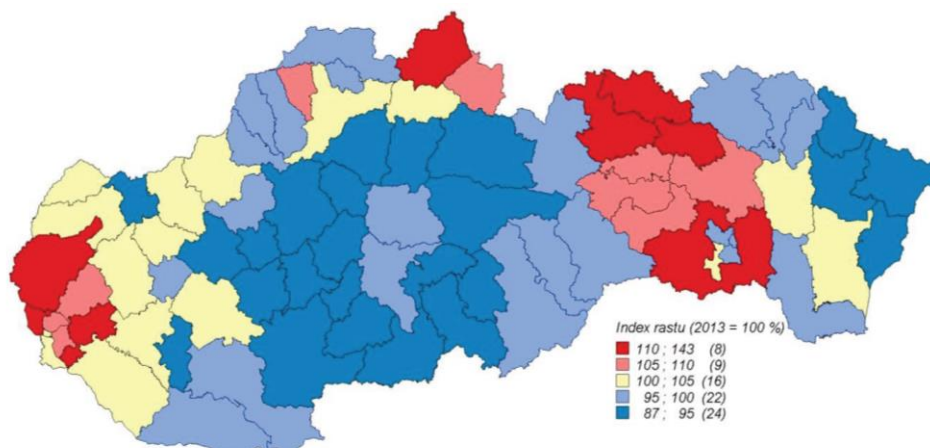 Index rastu (2013 = 100 %)
110 ; 143 (8)
105 ; 110 (9)
100 ; 105 (16)
95 ; 100 (22)
87 ; 95 (24)